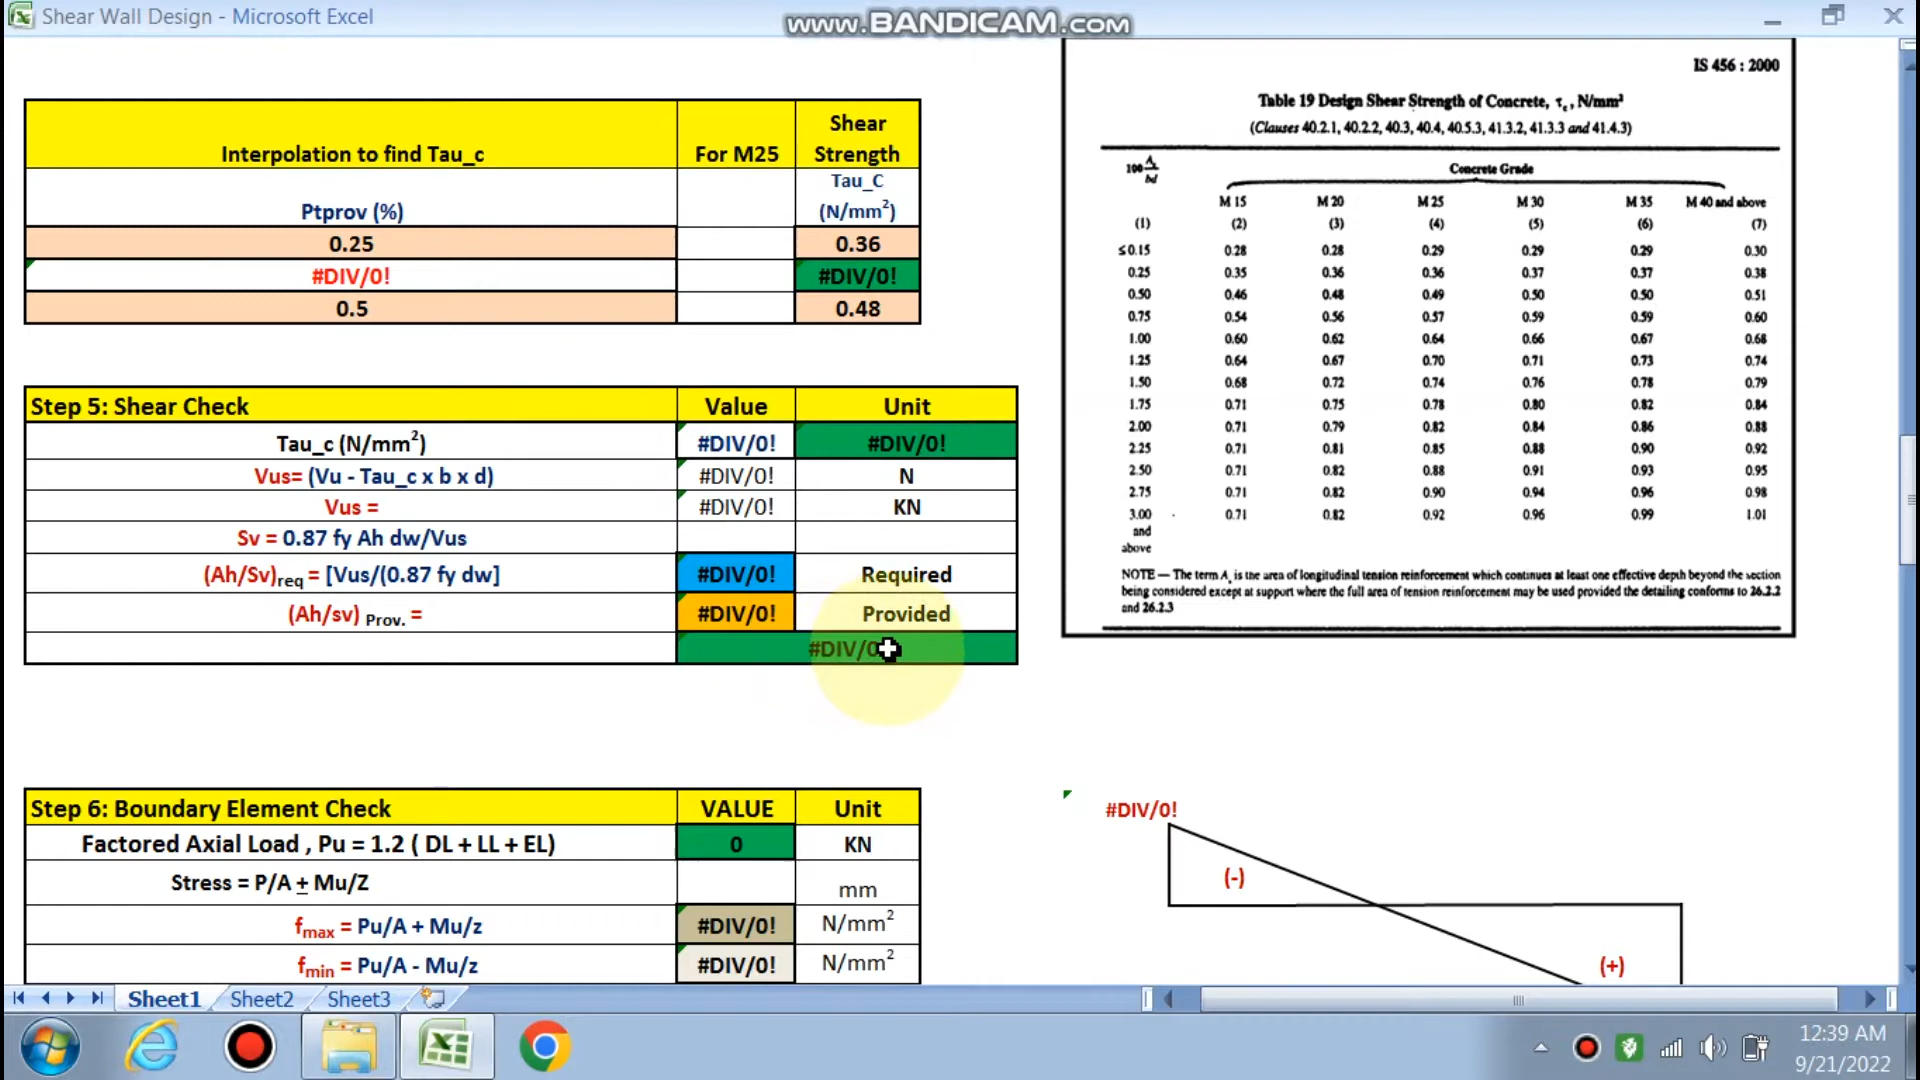 Shear Wall Design - Microsoft Excel
www.BANDICAM.com
Interpolation to find Tau_c
For M25
Shear
Strength
Ptprov (%)
Tau_C
(N/mm²)
0.25
0.36
#DIV/0!
#DIV/0!
0.5
0.48
Step 5: Shear Check
Value
Unit
Tau_c (N/mm²)
#DIV/0!
#DIV/0!
Vus= (Vu - Tau_c x b x d)
#DIV/0!
N
Vus =
#DIV/0!
KN
Sv = 0.87 fy Ah dw/Vus
(Ah/Sv)req = [Vus/(0.87 fy dw]
#DIV/0!
Required
(Ah/sv) Prov. =
#DIV/0!
Provided
#DIV/0
Step 6: Boundary Element Check
VALUE
Unit
Factored Axial Load , Pu = 1.2 ( DL + LL + EL)
0
KN
Stress = P/A ± Mu/Z
mm
fmax = Pu/A + Mu/z
#DIV/0!
N/mm²
fmin = Pu/A - Mu/z
#DIV/0!
N/mm²
IS 456 : 2000
Table 19 Design Shear Strength of Concrete, τc, N/mm²
(Clauses 40.2.1, 40.2.2, 40.3, 40.4, 40.5.3, 41.3.2, 41.3.3 and 41.4.3)
100 As/bd
Concrete Grade
M 15 M 20 M 25 M 30 M 35 M 40 and above
(1) (2) (3) (4) (5) (6) (7)
≤0.15 0.28 0.28 0.29 0.29 0.29 0.30
0.25 0.35 0.36 0.36 0.37 0.37 0.38
0.50 0.46 0.48 0.49 0.50 0.50 0.51
0.75 0.54 0.56 0.57 0.59 0.59 0.60
1.00 0.60 0.62 0.64 0.66 0.67 0.68
1.25 0.64 0.67 0.70 0.71 0.73 0.74
1.50 0.68 0.72 0.74 0.76 0.78 0.79
1.75 0.71 0.75 0.78 0.80 0.82 0.84
2.00 0.71 0.79 0.82 0.84 0.86 0.88
2.25 0.71 0.81 0.85 0.88 0.90 0.92
2.50 0.71 0.82 0.88 0.91 0.93 0.95
2.75 0.71 0.82 0.90 0.94 0.96 0.98
3.00 0.71 0.82 0.92 0.96 0.99 1.01
and
above
NOTE — The term As is the area of longitudinal tension reinforcement which continues at least one effective depth beyond the section
being considered except at support where the full area of tension reinforcement may be used provided the detailing conforms to 26.2.2
and 26.2.3
#DIV/0!
(-)
(+)
Sheet1 Sheet2 Sheet3
12:39 AM
9/21/2022